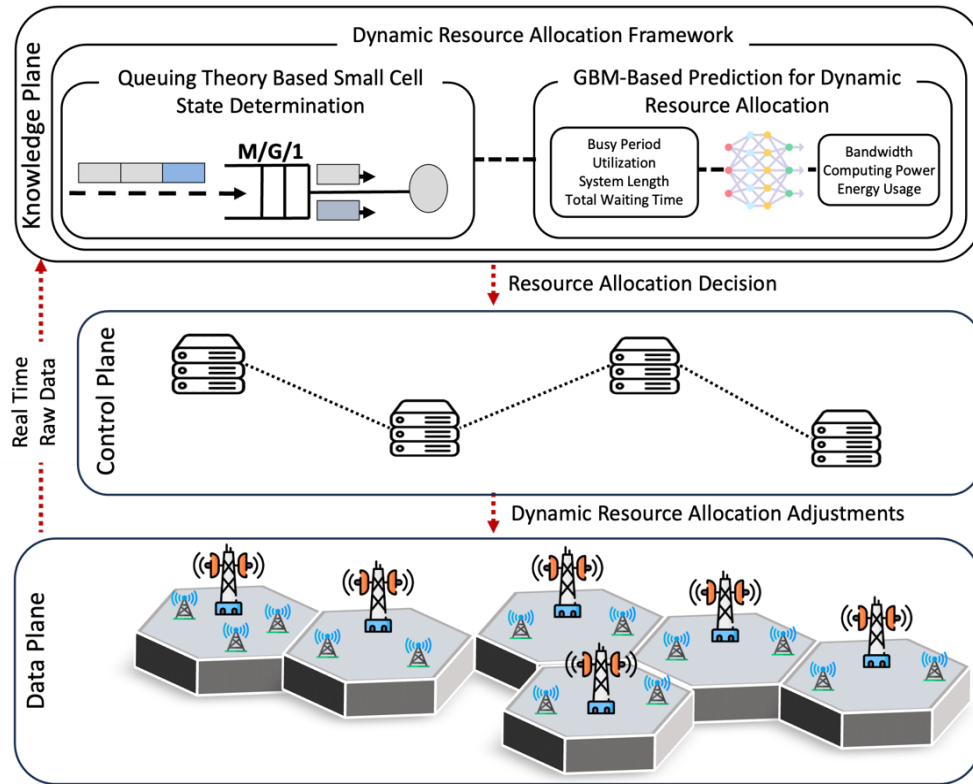 Knowledge Plane
Dynamic Resource Allocation Framework
Queuing Theory Based Small Cell
State Determination
M/G/1
GBM-Based Prediction for Dynamic
Resource Allocation
Busy Period
Utilization
System Length
Total Waiting Time
Bandwidth
Computing Power
Energy Usage
Resource Allocation Decision
Real Time
Raw Data
Control Plane
Dynamic Resource Allocation Adjustments
Data Plane